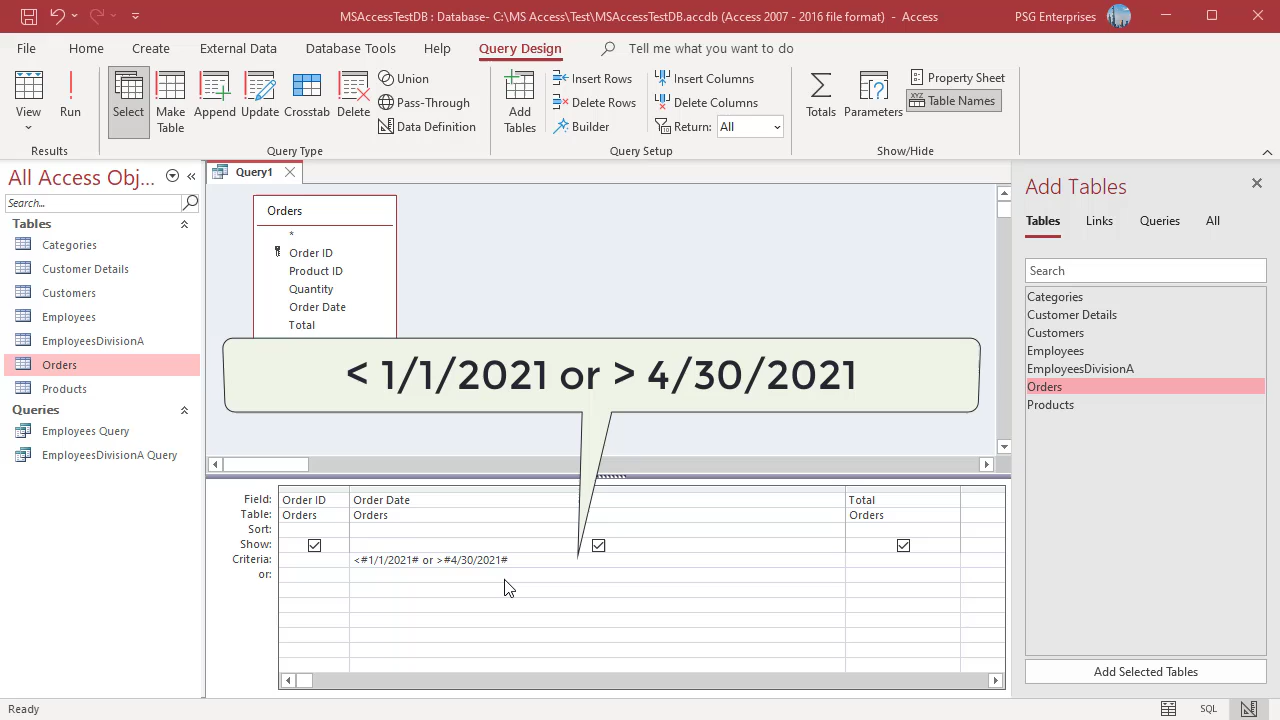 MSAccessTestDB : Database- C:\MS Access\Test\MSAccessTestDB.accdb (Access 2007 - 2016 file format) - Access
PSG Enterprises
File Home Create External Data Database Tools Help Query Design Tell me what you want to do
View
Run
Results
Select
Make Table
Append
Update
Crosstab
Delete
Union
Pass-Through
Data Definition
Query Type
Add Tables
Insert Rows
Delete Rows
Builder
Insert Columns
Delete Columns
Return: All
Query Setup
Totals
Parameters
Property Sheet
XYZ Table Names
Show/Hide
All Access Obj...
Search...
Tables
Categories
Customer Details
Customers
Employees
EmployeesDivisionA
Orders
Products
Queries
Employees Query
EmployeesDivisionA Query
Query1
Orders
*
Order ID
Product ID
Quantity
Order Date
Total
< 1/1/2021 or > 4/30/2021
Field: Order ID Order Date Total
Table: Orders Orders Orders
Sort:
Show:
Criteria: <#1/1/2021# or >#4/30/2021#
or:
Add Tables
Tables Links Queries All
Search
Categories
Customer Details
Customers
Employees
EmployeesDivisionA
Orders
Products
Add Selected Tables
Ready
SQL